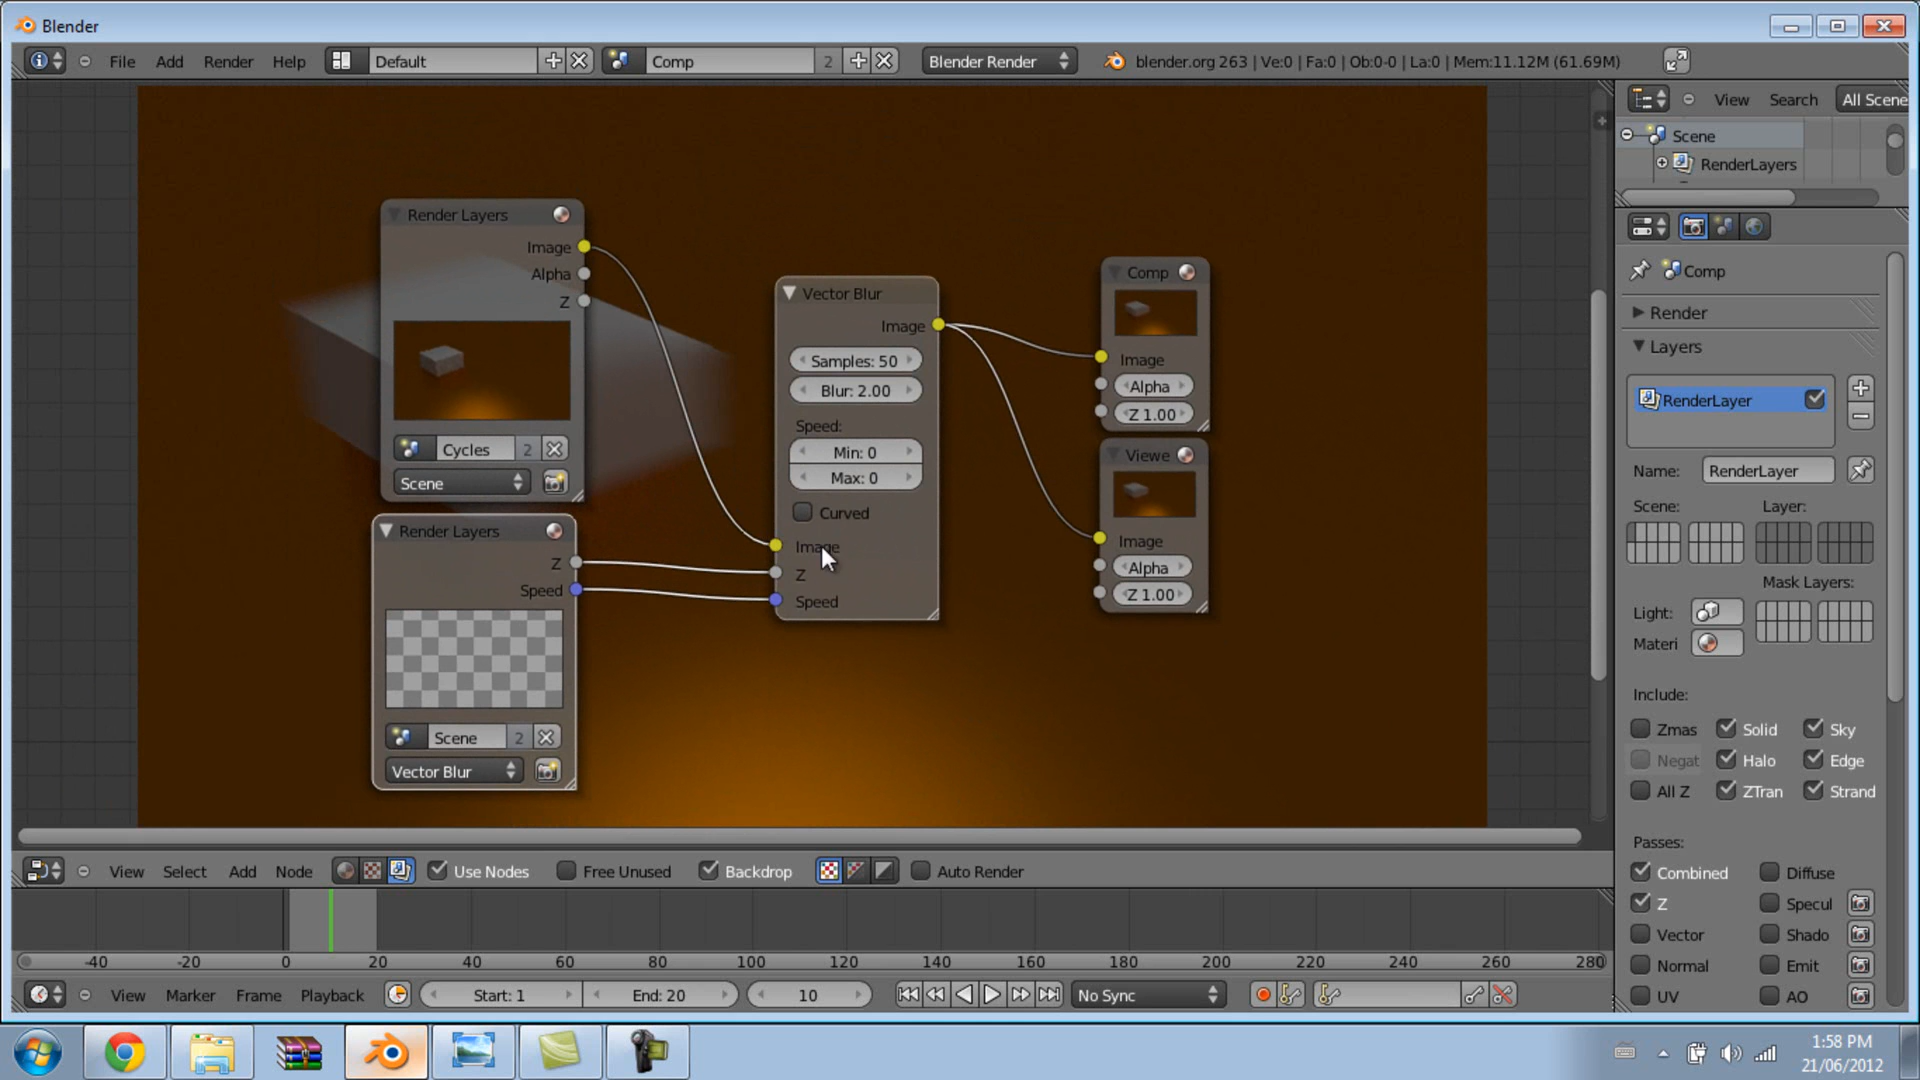 Blender
File Add Render Help Default Comp 2 Blender Render blender.org 263 | Ve:0 | Fa:0 | Ob:0-0 | La:0 | Mem:11.12M (61.69M)
View Search All Scene
Scene
RenderLayers
Comp
Render
Layers
RenderLayer
Name: RenderLayer
Scene: Layer:
Mask Layers:
Light:
Materi
Include:
Zmas Solid Sky
Negat Halo Edge
All Z ZTran Strand
Passes:
Combined Diffuse
Z Specul
Vector Shado
Normal Emit
UV AO
Render Layers
Image
Alpha
Z
Cycles 2
Scene
Render Layers
Z
Speed
Scene 2
Vector Blur
Vector Blur
Image
Samples: 50
Blur: 2.00
Speed:
Min: 0
Max: 0
Curved
Image
Z
Speed
Comp
Image
Alpha
Z 1.00
Viewe
Image
Alpha
Z 1.00
View Select Add Node Use Nodes Free Unused Backdrop Auto Render
-40 -20 0 20 40 60 80 100 120 140 160 180 200 220 240 260 280
View Marker Frame Playback Start: 1 End: 20 10 No Sync
1:58 PM
21/06/2012